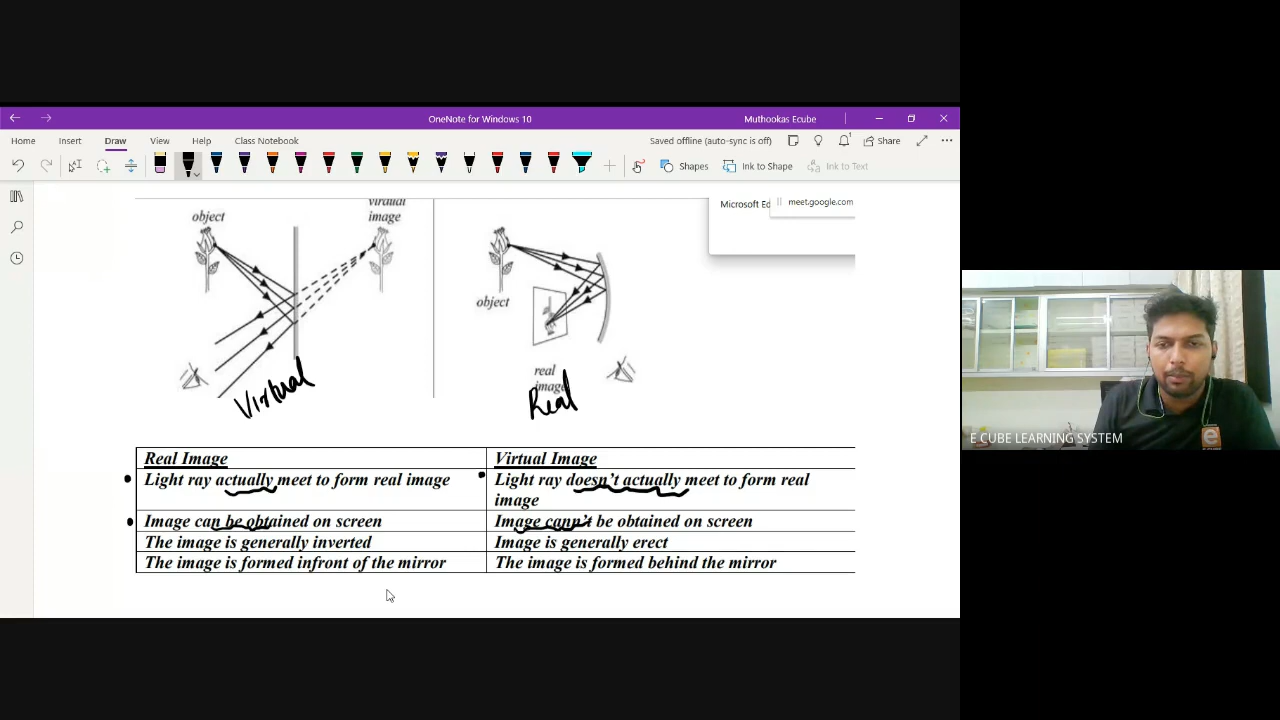 OneNote for Windows 10
Muthookas Ecube
Home Insert Draw View Help Class Notebook
Saved offline (auto-sync is off)
Share
Shapes
Ink to Shape
Ink to Text
object
virtual
image
Microsoft Ed
meet.google.com
object
real
image
Virtual
Real
Real Image
Virtual Image
Light ray actually meet to form real image
Light ray doesn't actually meet to form real
image
Image can be obtained on screen
Image cann't be obtained on screen
The image is generally inverted
Image is generally erect
The image is formed infront of the mirror
The image is formed behind the mirror
E CUBE LEARNING SYSTEM